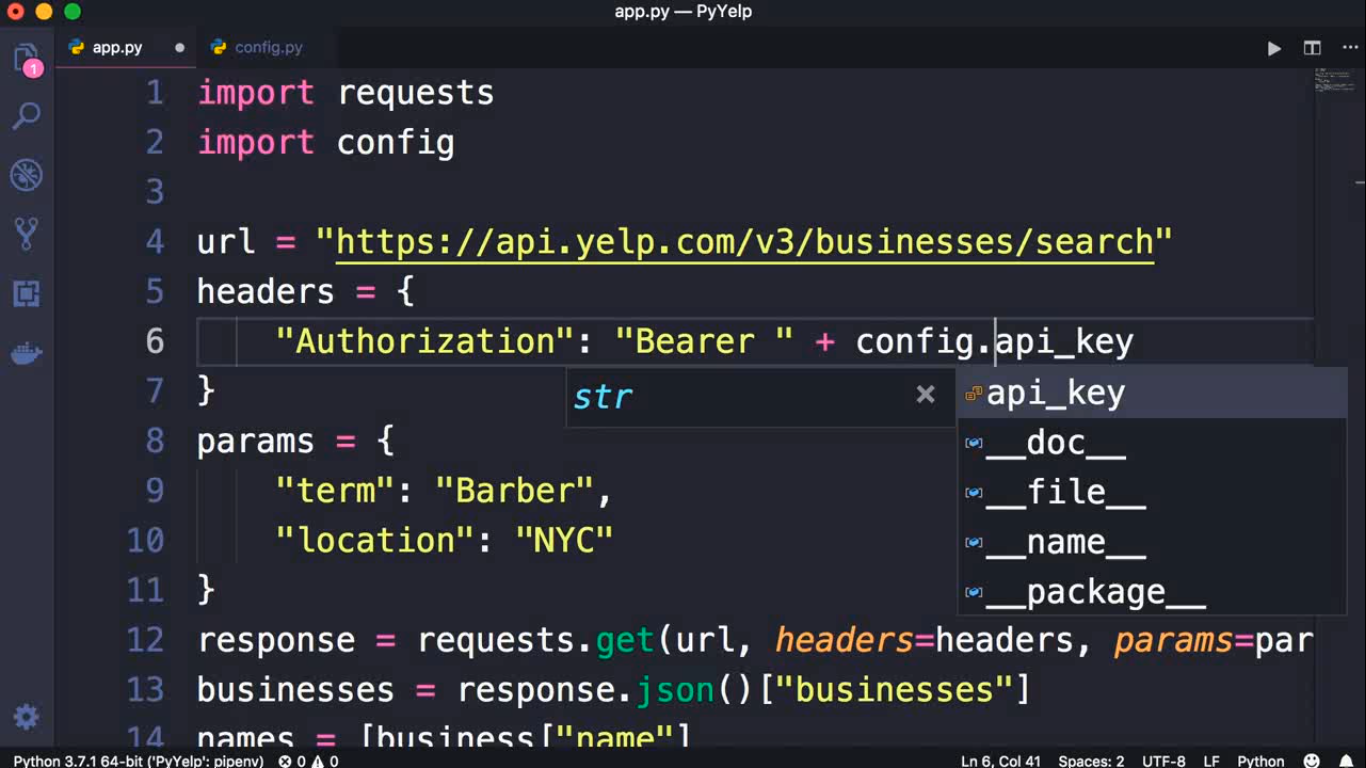 app.py — PyYelp
app.py config.py
1
1 import requests
2 import config
3
4 url = "https://api.yelp.com/v3/businesses/search"
5 headers = {
6 "Authorization": "Bearer " + config.api_key
7 }
str
api_key
__doc__
__file__
__name__
__package__
8 params = {
9 "term": "Barber",
10 "location": "NYC"
11 }
12 response = requests.get(url, headers=headers, params=par
13 businesses = response.json()["businesses"]
14 names = [business["name"]
Python 3.7.1 64-bit ('PyYelp': pipenv) 0 0 Ln 6, Col 41 Spaces: 2 UTF-8 LF Python